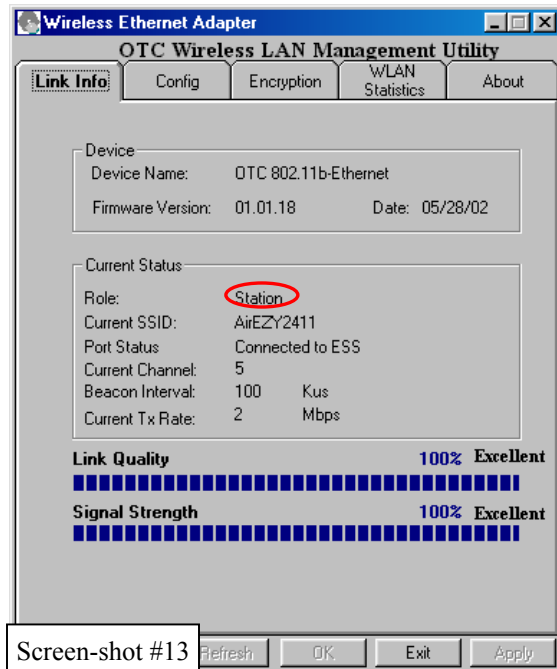 Wireless Ethernet Adapter
OTC Wireless LAN Management Utility
Link Info Config Encryption WLAN Statistics About
Device
Device Name: OTC 802.11b-Ethernet
Firmware Version: 01.01.18 Date: 05/28/02
Current Status
Role: Station
Current SSID: AirEZY2411
Port Status Connected to ESS
Current Channel: 5
Beacon Interval: 100 Kus
Current Tx Rate: 2 Mbps
Link Quality 100% Excellent
Signal Strength 100% Excellent
Screen-shot #13 Refresh OK Exit Apply